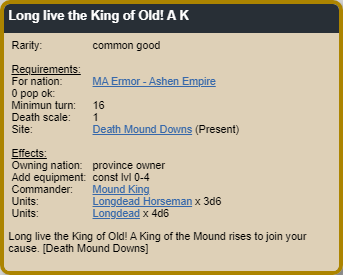 Long live the King of Old! A K
Rarity: common good
Requirements:
For nation: MA Ermor - Ashen Empire
0 pop ok:
Minimun turn: 16
Death scale: 1
Site: Death Mound Downs (Present)
Effects:
Owning nation: province owner
Add equipment: const lvl 0-4
Commander: Mound King
Units: Longdead Horseman x 3d6
Units: Longdead x 4d6
Long live the King of Old! A King of the Mound rises to join your
cause. [Death Mound Downs]